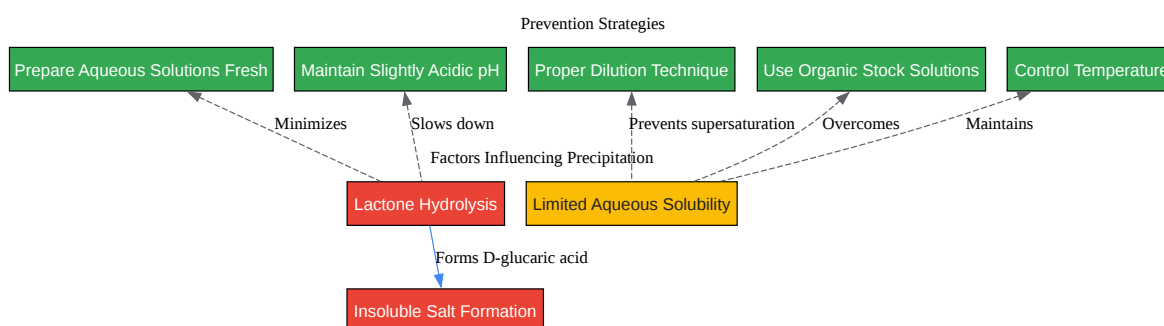 Prevention Strategies
Prepare Aqueous Solutions Fresh
Maintain Slightly Acidic pH
Proper Dilution Technique
Use Organic Stock Solutions
Control Temperature
Minimizes
Slows down
Prevents supersaturation
Overcomes
Maintains
Factors Influencing Precipitation
Lactone Hydrolysis
Limited Aqueous Solubility
Forms D-glucaric acid
Insoluble Salt Formation